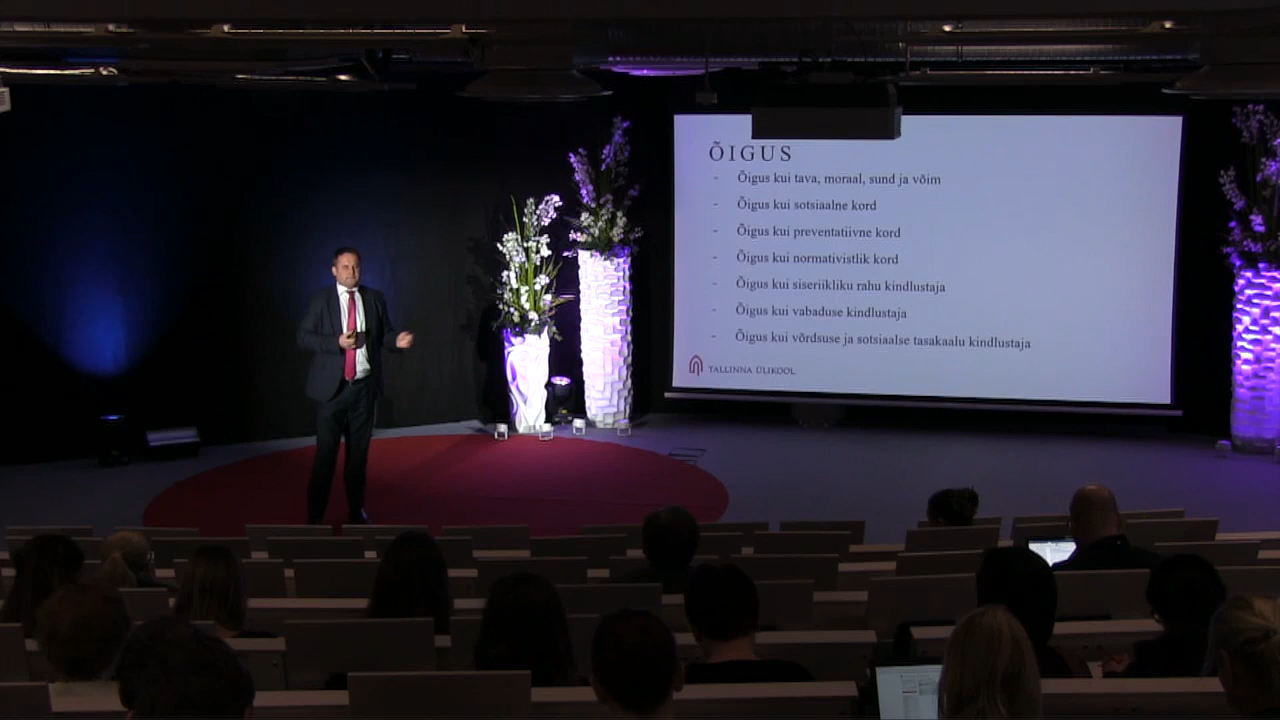 ÕIGUS
- Õigus kui tava, moraal, sund ja võim
- Õigus kui sotsiaalne kord
- Õigus kui preventatiivne kord
- Õigus kui normativistlik kord
- Õigus kui siseriikliku rahu kindlustaja
- Õigus kui vabaduse kindlustaja
- Õigus kui võrdsuse ja sotsiaalse tasakaalu kindlustaja
TALLINNA ÜLIKOOL